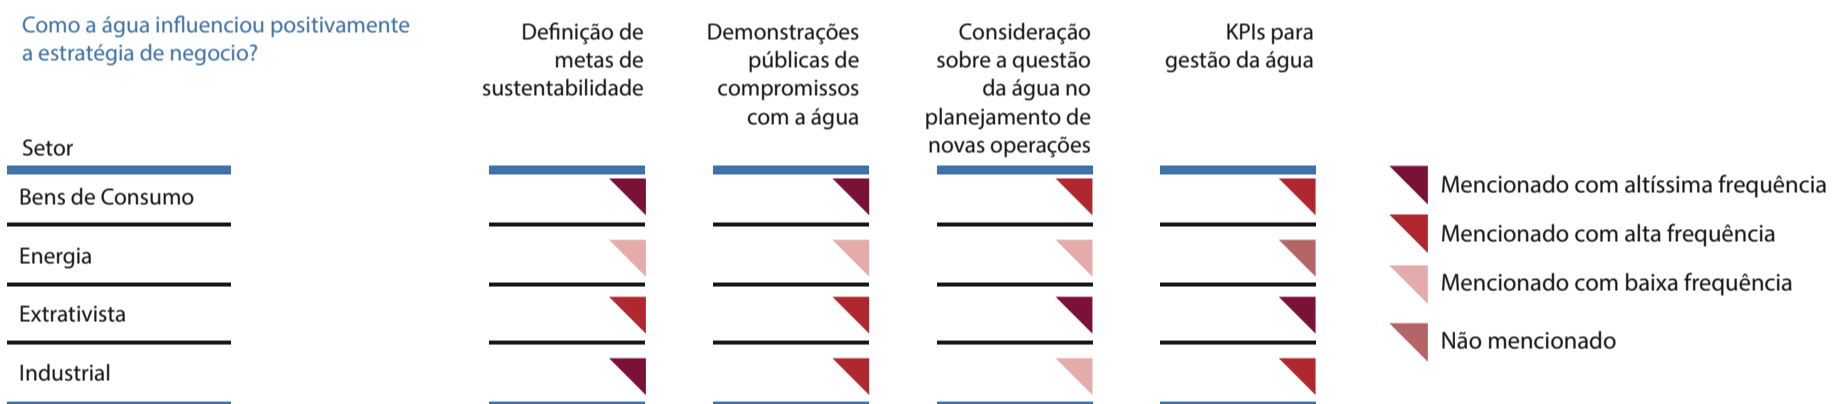 Como a água influenciou positivamente
a estratégia de negocio?
Definição de
metas de
sustentabilidade
Demonstrações
públicas de
compromissos
com a água
Consideração
sobre a questão
da água no
planejamento de
novas operações
KPIs para
gestão da água
Setor
Bens de Consumo
Energia
Extrativista
Industrial
Mencionado com altíssima frequência
Mencionado com alta frequência
Mencionado com baixa frequência
Não mencionado